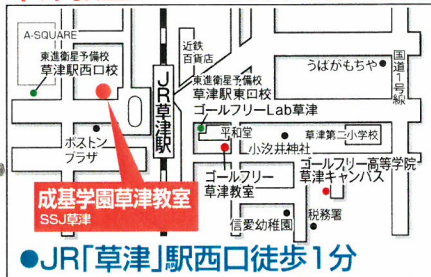 A-SQUARE
東進衛星予備校
草津駅西口校
近鉄
百貨店
東進衛星予備校
草津駅東口校
ゴールフリーLab草津
うばがもちや
国道1号線
JR草津駅
平和堂
草津第二小学校
小汐井神社
ボストン
プラザ
ゴールフリー
草津教室
ゴールフリー高等学院
草津キャンパス
成基学園草津教室
SSJ草津
信愛幼稚園
税務署
●JR「草津」駅西口徒歩1分